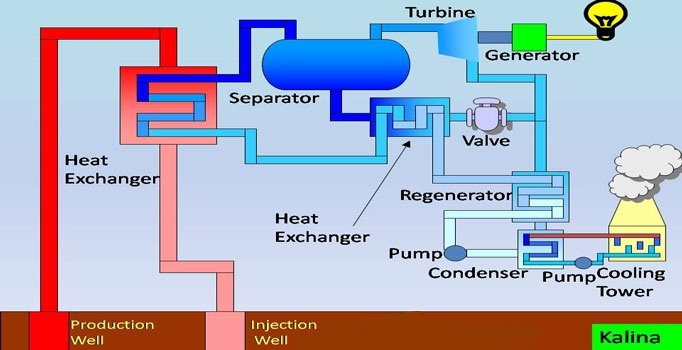 Turbine
Generator
Separator
Valve
Heat
Exchanger
Regenerator
Heat
Exchanger
Pump
Condenser
Pump
Cooling
Tower
Production
Well
Injection
Well
Kalina